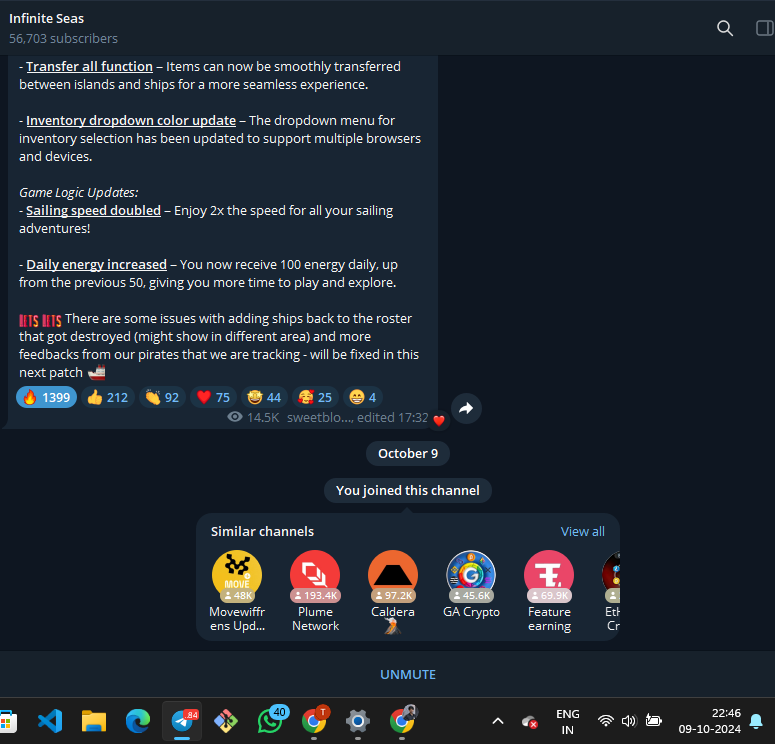 Infinite Seas
56,703 subscribers
- Transfer all function – Items can now be smoothly transferred
between islands and ships for a more seamless experience.
- Inventory dropdown color update – The dropdown menu for
inventory selection has been updated to support multiple browsers
and devices.
Game Logic Updates:
- Sailing speed doubled – Enjoy 2x the speed for all your sailing
adventures!
- Daily energy increased – You now receive 100 energy daily, up
from the previous 50, giving you more time to play and explore.
There are some issues with adding ships back to the roster
that got destroyed (might show in different area) and more
feedbacks from our pirates that we are tracking - will be fixed in this
next patch
1399 212 92 75 44 25 4
14.5K sweetblo..., edited 17:32
October 9
You joined this channel
Similar channels View all
MOVE
48K 193.4K 97.2K 45.6K 69.9K
Movewiffr
ens Upd...
Plume
Network
Caldera
GA Crypto
Feature
earning
UNMUTE
84 40 T
ENG
IN
22:46
09-10-2024